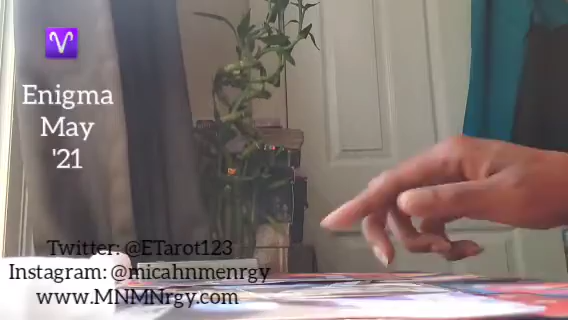 ♈
Enigma
May
'21
Twitter: @ETarot123
Instagram: @micahnmenrgy
www.MNMNrgy.com